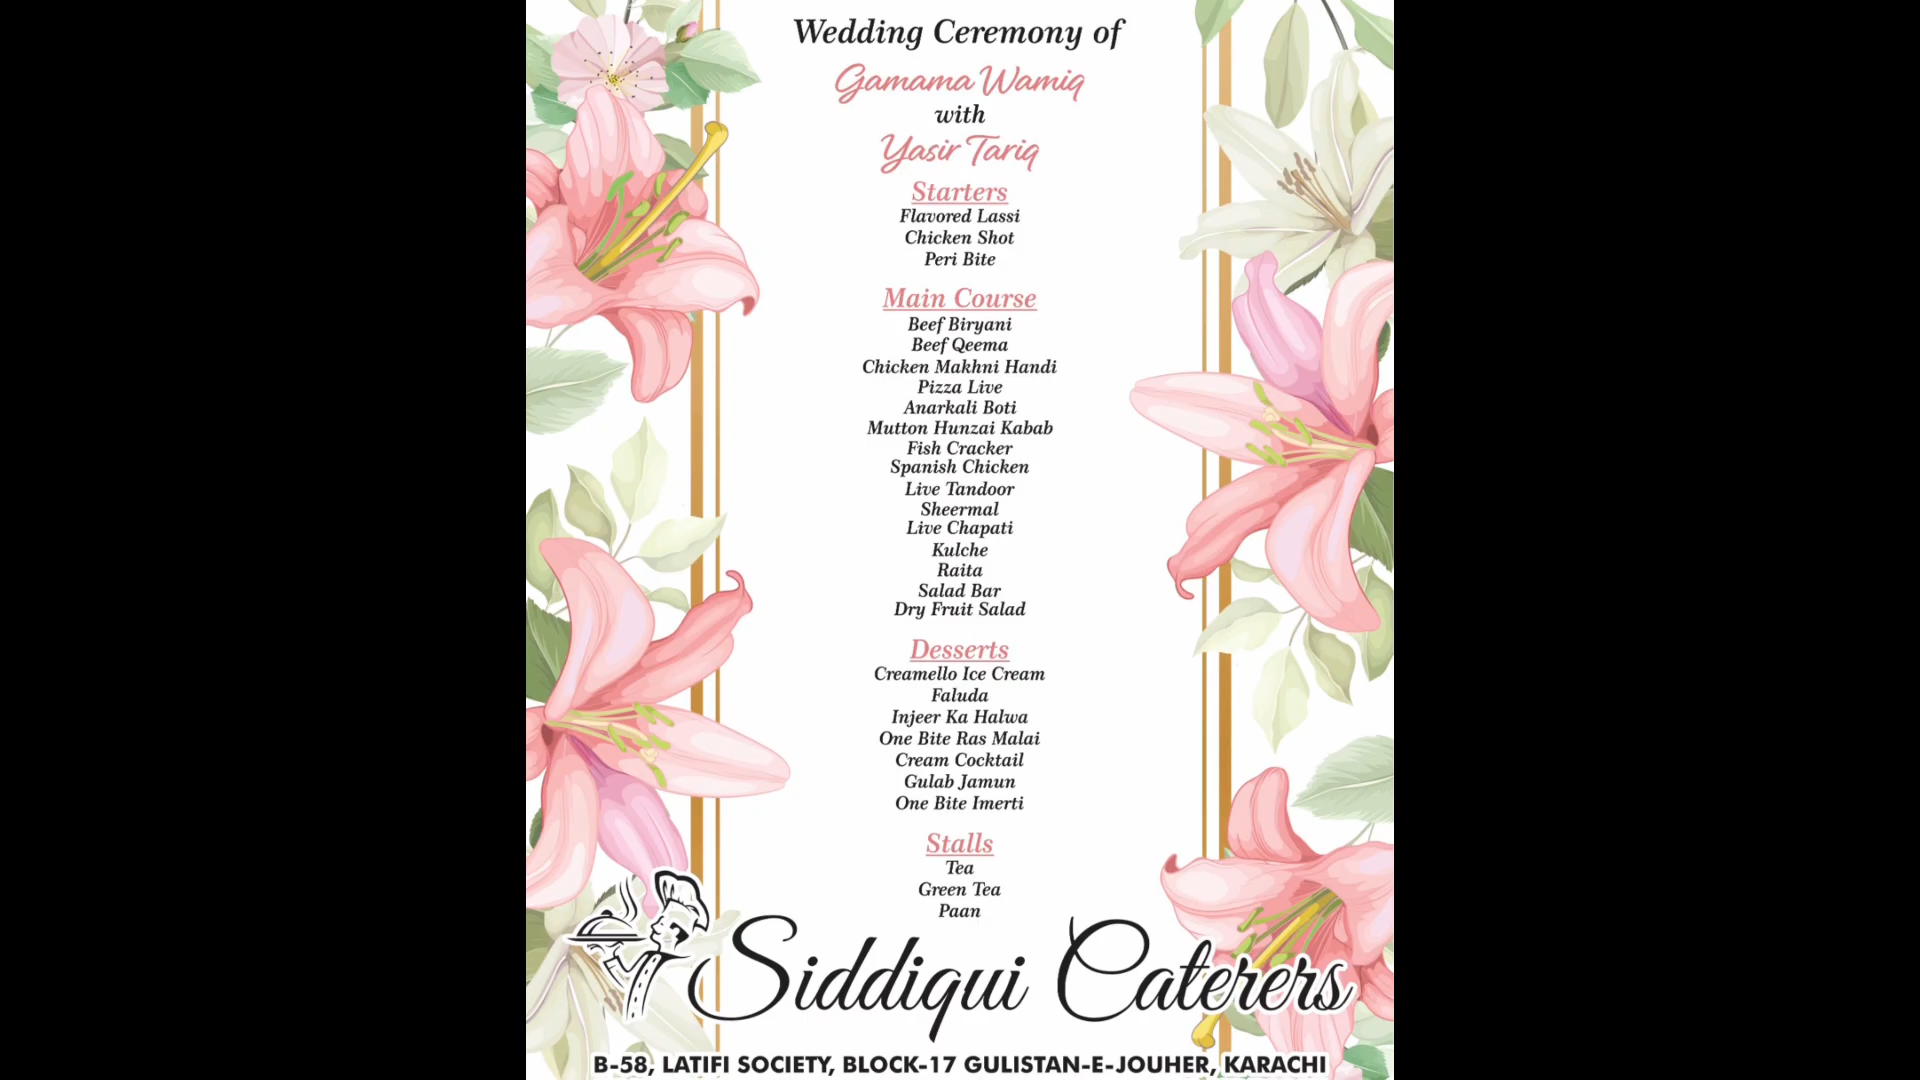 Wedding Ceremony of
Gamama Wamiq
with
Yasir Tariq
Starters
Flavored Lassi
Chicken Shot
Peri Bite
Main Course
Beef Biryani
Beef Qeema
Chicken Makhni Handi
Pizza Live
Anarkali Boti
Mutton Hunzai Kabab
Fish Cracker
Spanish Chicken
Live Tandoor
Sheermal
Live Chapati
Kulche
Raita
Salad Bar
Dry Fruit Salad
Desserts
Creamello Ice Cream
Faluda
Injeer Ka Halwa
One Bite Ras Malai
Cream Cocktail
Gulab Jamun
One Bite Imerti
Stalls
Tea
Green Tea
Paan
Siddiqui Caterers
B-58, LATIFI SOCIETY, BLOCK-17 GULISTAN-E-JOUHER, KARACHI